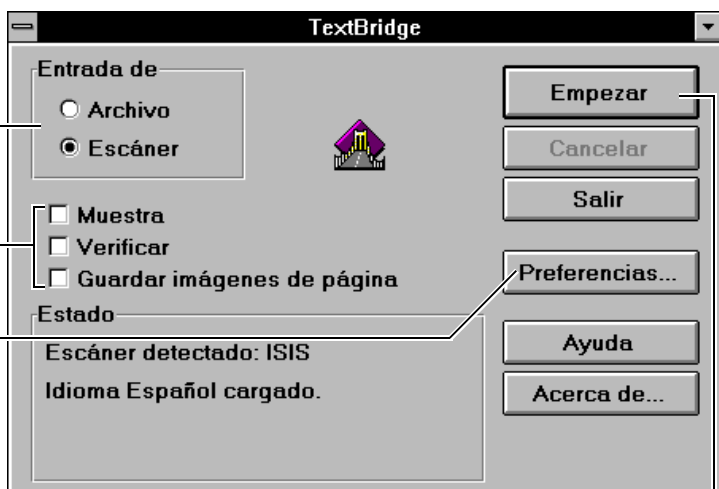 TextBridge
Entrada de
Archivo
Escáner
Muestra
Verificar
Guardar imágenes de página
Estado
Escáner detectado: ISIS
Idioma Español cargado.
Empezar
Cancelar
Salir
Preferencias...
Ayuda
Acerca de...